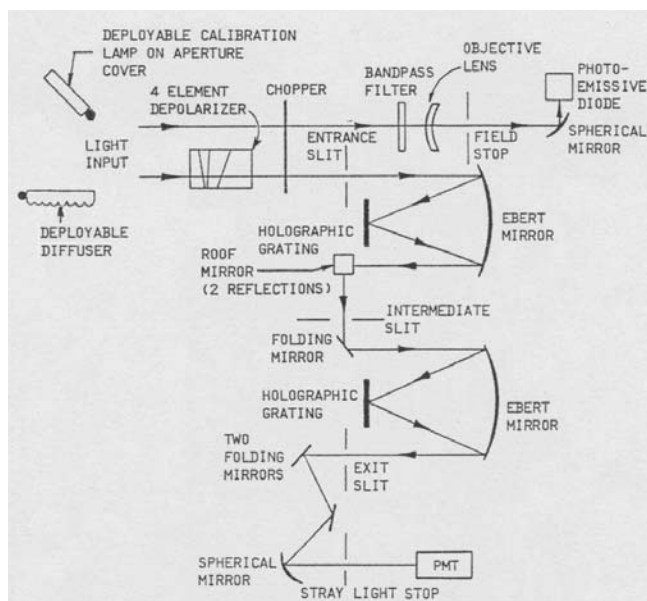 DEPLOYABLE CALIBRATION
LAMP ON APERTURE
COVER
4 ELEMENT
DEPOLARIZER
CHOPPER
BANDPASS
FILTER
OBJECTIVE
LENS
PHOTO-
EMISSIVE
DIODE
LIGHT
INPUT
ENTRANCE
SLIT
FIELD
STOP
SPHERICAL
MIRROR
DEPLOYABLE
DIFFUSER
HOLOGRAPHIC
GRATING
EBERT
MIRROR
ROOF
MIRROR
(2 REFLECTIONS)
INTERMEDIATE
SLIT
FOLDING
MIRROR
HOLOGRAPHIC
GRATING
EBERT
MIRROR
TWO
FOLDING
MIRRORS
EXIT
SLIT
SPHERICAL
MIRROR
PMT
STRAY LIGHT STOP